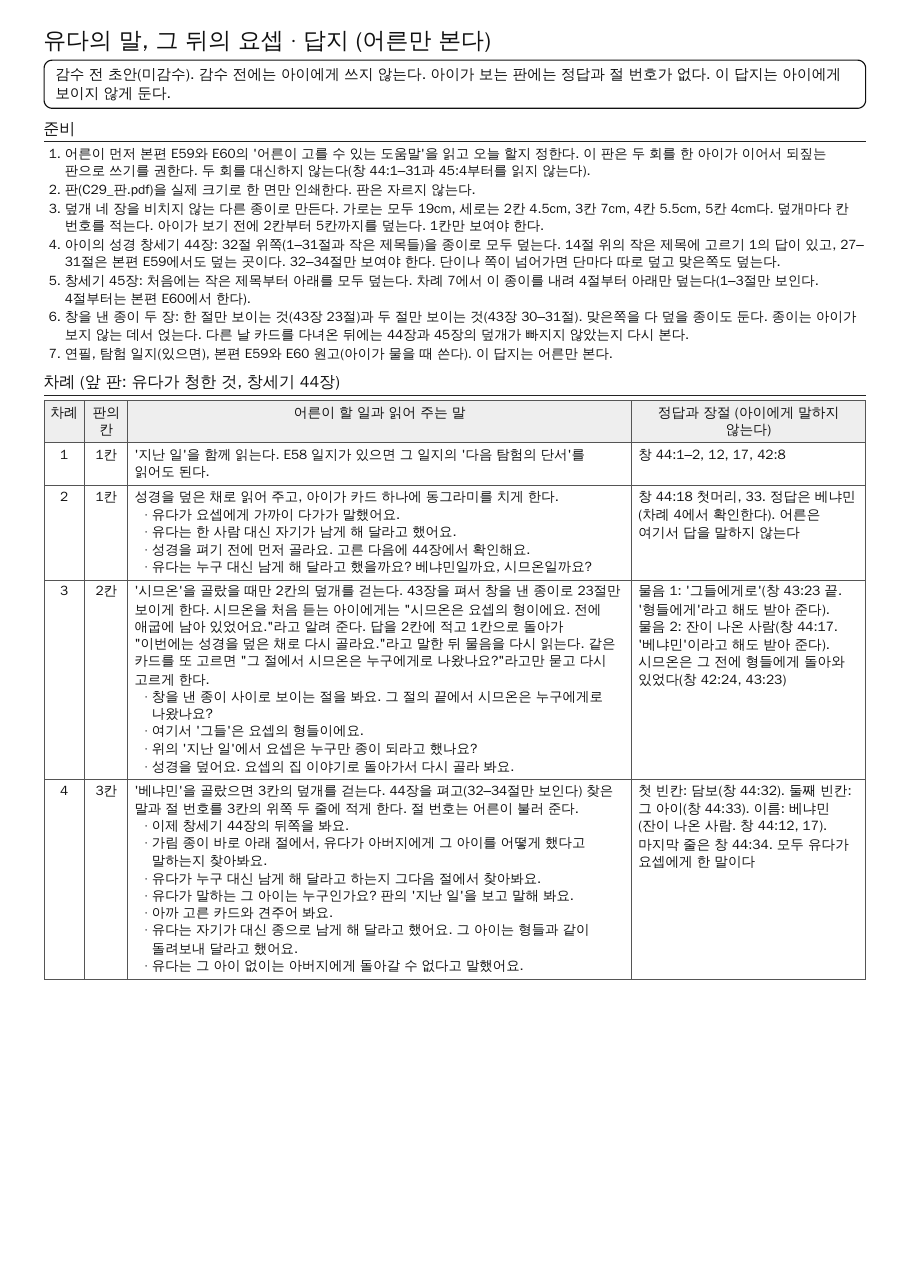 유다의 말, 그 뒤의 요셉 · 답지 (어른만 본다)
감수 전 초안(미감수). 감수 전에는 아이에게 쓰지 않는다. 아이가 보는 판에는 정답과 절 번호가 없다. 이 답지는 아이에게
보이지 않게 둔다.
준비
1. 어른이 먼저 본편 E59와 E60의 '어른이 고를 수 있는 도움말'을 읽고 오늘 할지 정한다. 이 판은 두 회를 한 아이가 이어서 되짚는
판으로 쓰기를 권한다. 두 회를 대신하지 않는다(창 44:1–31과 45:4부터를 읽지 않는다).
2. 판(C29_판.pdf)을 실제 크기로 한 면만 인쇄한다. 판은 자르지 않는다.
3. 덮개 네 장을 비치지 않는 다른 종이로 만든다. 가로는 모두 19cm, 세로는 2칸 4.5cm, 3칸 7cm, 4칸 5.5cm, 5칸 4cm다. 덮개마다 칸
번호를 적는다. 아이가 보기 전에 2칸부터 5칸까지를 덮는다. 1칸만 보여야 한다.
4. 아이의 성경 창세기 44장: 32절 위쪽(1–31절과 작은 제목들)을 종이로 모두 덮는다. 14절 위의 작은 제목에 고르기 1의 답이 있고, 27–
31절은 본편 E59에서도 덮는 곳이다. 32–34절만 보여야 한다. 단이나 쪽이 넘어가면 단마다 따로 덮고 맞은쪽도 덮는다.
5. 창세기 45장: 처음에는 작은 제목부터 아래를 모두 덮는다. 차례 7에서 이 종이를 내려 4절부터 아래만 덮는다(1–3절만 보인다.
4절부터는 본편 E60에서 한다).
6. 창을 낸 종이 두 장: 한 절만 보이는 것(43장 23절)과 두 절만 보이는 것(43장 30–31절). 맞은쪽을 다 덮을 종이도 둔다. 종이는 아이가
보지 않는 데서 얹는다. 다른 날 카드를 다녀온 뒤에는 44장과 45장의 덮개가 빠지지 않았는지 다시 본다.
7. 연필, 탐험 일지(있으면), 본편 E59와 E60 원고(아이가 물을 때 쓴다). 이 답지는 어른만 본다.
차례 (앞 판: 유다가 청한 것, 창세기 44장)
차례
판의
칸
어른이 할 일과 읽어 주는 말
정답과 장절 (아이에게 말하지
않는다)
1
1칸
'지난 일'을 함께 읽는다. E58 일지가 있으면 그 일지의 '다음 탐험의 단서'를
읽어도 된다.
창 44:1–2, 12, 17, 42:8
2
1칸
성경을 덮은 채로 읽어 주고, 아이가 카드 하나에 동그라미를 치게 한다.
· 유다가 요셉에게 가까이 다가가 말했어요.
· 유다는 한 사람 대신 자기가 남게 해 달라고 했어요.
· 성경을 펴기 전에 먼저 골라요. 고른 다음에 44장에서 확인해요.
· 유다는 누구 대신 남게 해 달라고 했을까요? 베냐민일까요, 시므온일까요?
창 44:18 첫머리, 33. 정답은 베냐민
(차례 4에서 확인한다). 어른은
여기서 답을 말하지 않는다
3
2칸
'시므온'을 골랐을 때만 2칸의 덮개를 걷는다. 43장을 펴서 창을 낸 종이로 23절만
보이게 한다. 시므온을 처음 듣는 아이에게는 "시므온은 요셉의 형이에요. 전에
애굽에 남아 있었어요."라고 알려 준다. 답을 2칸에 적고 1칸으로 돌아가
"이번에는 성경을 덮은 채로 다시 골라요."라고 말한 뒤 물음을 다시 읽는다. 같은
카드를 또 고르면 "그 절에서 시므온은 누구에게로 나왔나요?"라고만 묻고 다시
고르게 한다.
· 창을 낸 종이 사이로 보이는 절을 봐요. 그 절의 끝에서 시므온은 누구에게로
나왔나요?
· 여기서 '그들'은 요셉의 형들이에요.
· 위의 '지난 일'에서 요셉은 누구만 종이 되라고 했나요?
· 성경을 덮어요. 요셉의 집 이야기로 돌아가서 다시 골라 봐요.
물음 1: '그들에게로'(창 43:23 끝.
'형들에게'라고 해도 받아 준다).
물음 2: 잔이 나온 사람(창 44:17.
'베냐민'이라고 해도 받아 준다).
시므온은 그 전에 형들에게 돌아와
있었다(창 42:24, 43:23)
4
3칸
'베냐민'을 골랐으면 3칸의 덮개를 걷는다. 44장을 펴고(32–34절만 보인다) 찾은
말과 절 번호를 3칸의 위쪽 두 줄에 적게 한다. 절 번호는 어른이 불러 준다.
· 이제 창세기 44장의 뒤쪽을 봐요.
· 가림 종이 바로 아래 절에서, 유다가 아버지에게 그 아이를 어떻게 했다고
말하는지 찾아봐요.
· 유다가 누구 대신 남게 해 달라고 하는지 그다음 절에서 찾아봐요.
· 유다가 말하는 그 아이는 누구인가요? 판의 '지난 일'을 보고 말해 봐요.
· 아까 고른 카드와 견주어 봐요.
· 유다는 자기가 대신 종으로 남게 해 달라고 했어요. 그 아이는 형들과 같이
돌려보내 달라고 했어요.
· 유다는 그 아이 없이는 아버지에게 돌아갈 수 없다고 말했어요.
첫 빈칸: 담보(창 44:32). 둘째 빈칸:
그 아이(창 44:33). 이름: 베냐민
(잔이 나온 사람. 창 44:12, 17).
마지막 줄은 창 44:34. 모두 유다가
요셉에게 한 말이다